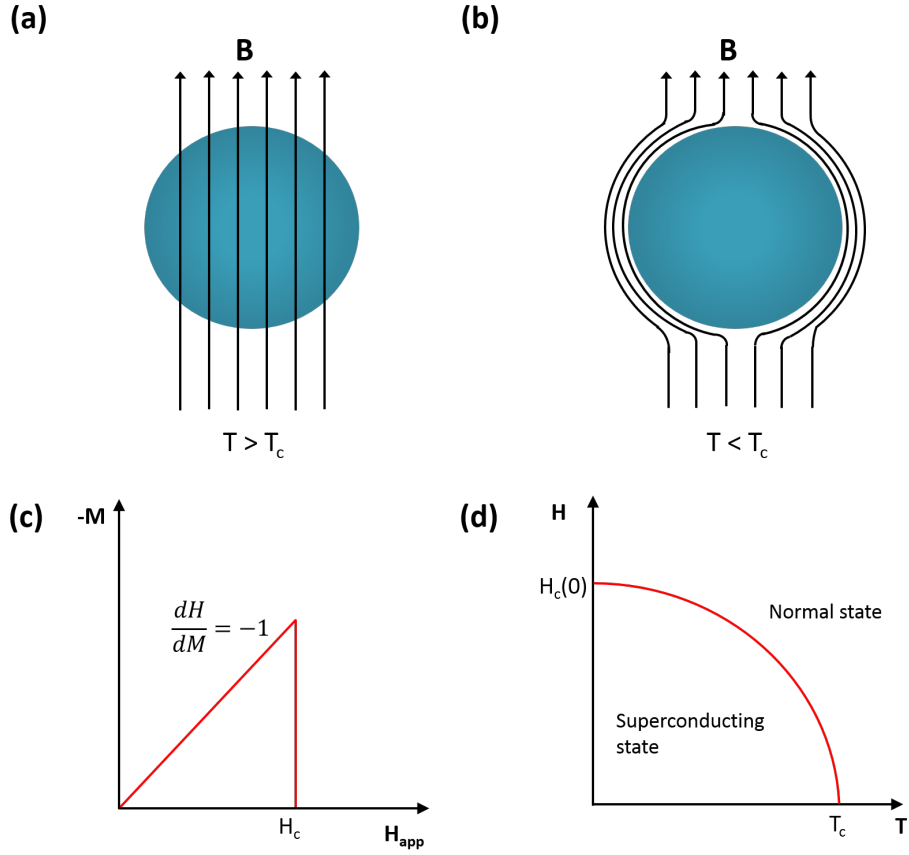 (a)
B
T > Tc
(b)
B
T < Tc
(c)
-M
dH/dM = −1
Hc
Happ
(d)
H
Hc(0)
Normal state
Superconducting
state
Tc
T